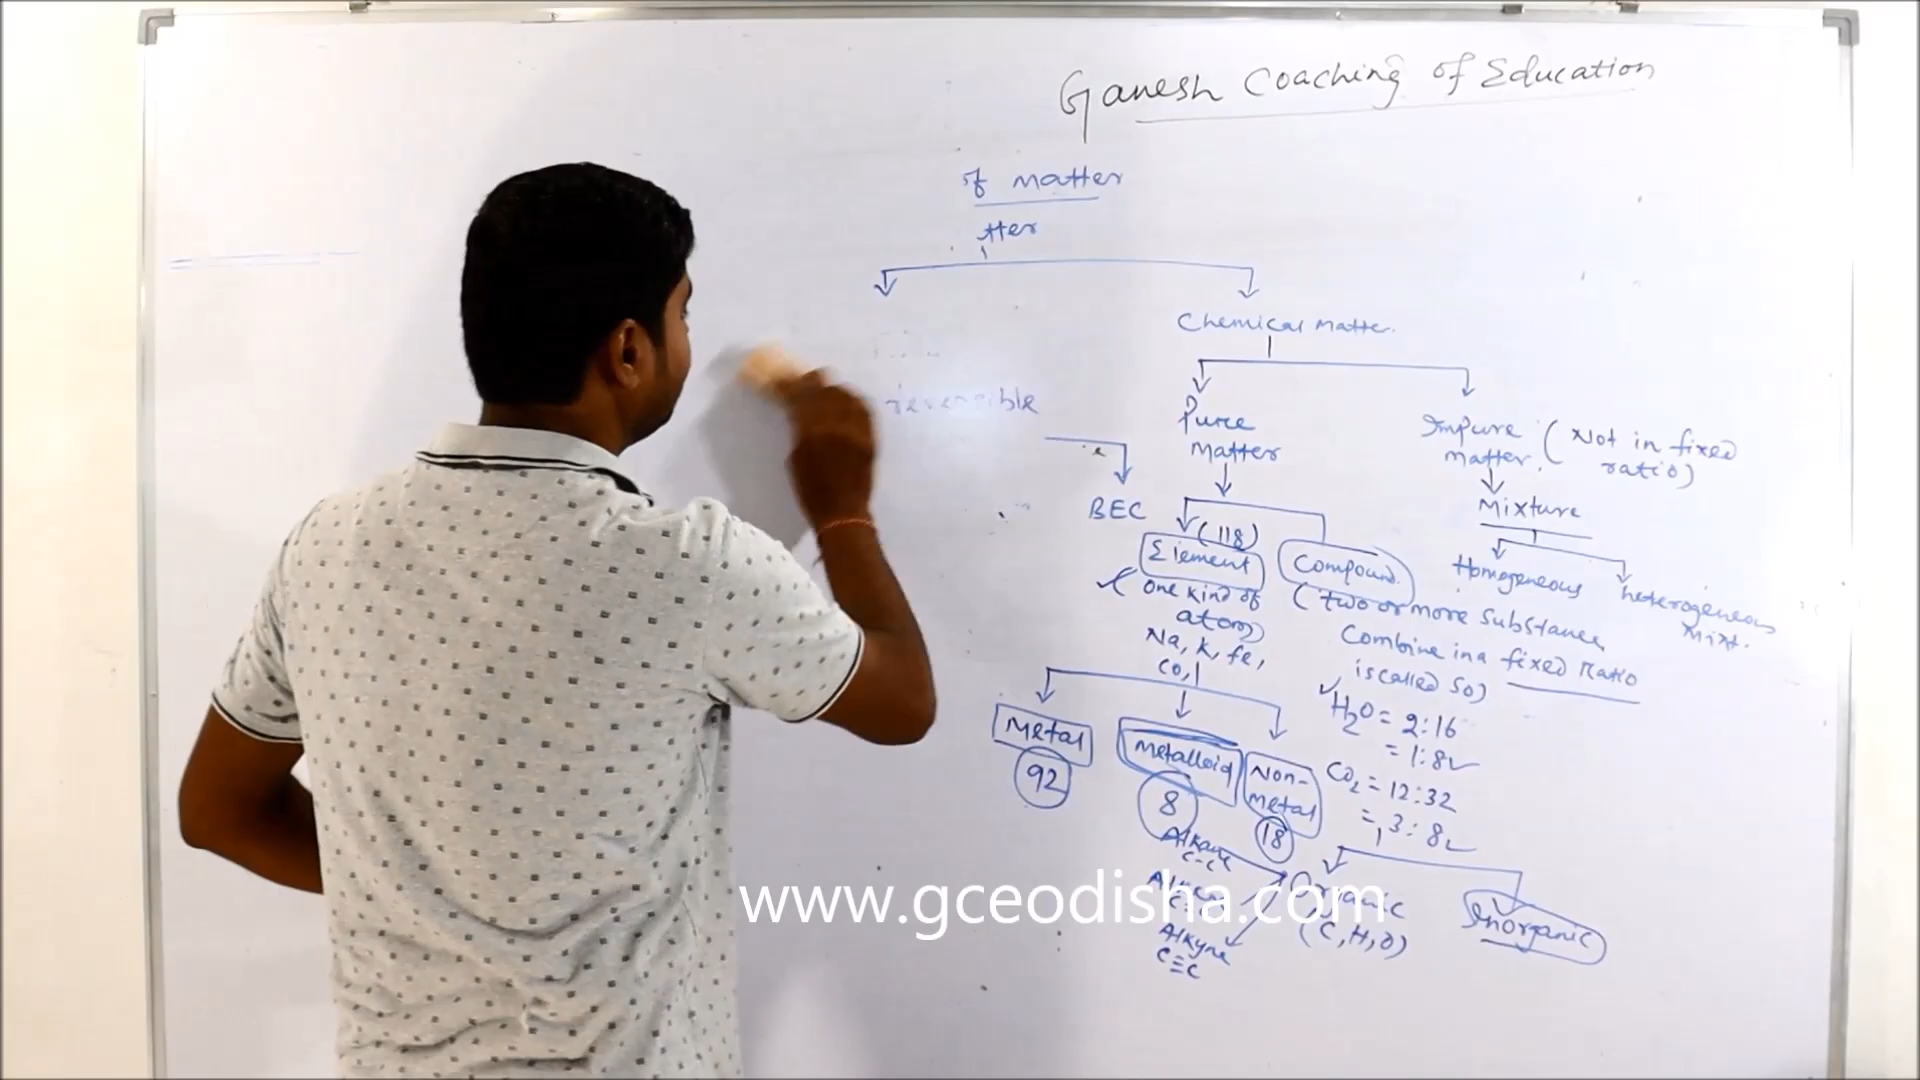 Ganesh Coaching of Education
of matter
tter
Chemical Matter.
reversible
Pure
Matter
Impure
matter.
(Not in fixed
ratio)
BEC
Mixture
(118)
Element
Compound.
Homogeneous
heterogeneous
Mixt.
(one kind of
atom)
(two or more substance
Combine in a fixed Ratio
is called so)
Na, K, fe,
Co,
H2O = 2:16
= 1:8
CO2 = 12:32
= 3:8
Metal
92
Metalloid
8
Non-
metal
18
Alkane
C-C
Alkyne
C≡C
Organic
(C, H, O)
Inorganic
www.gceodisha.com